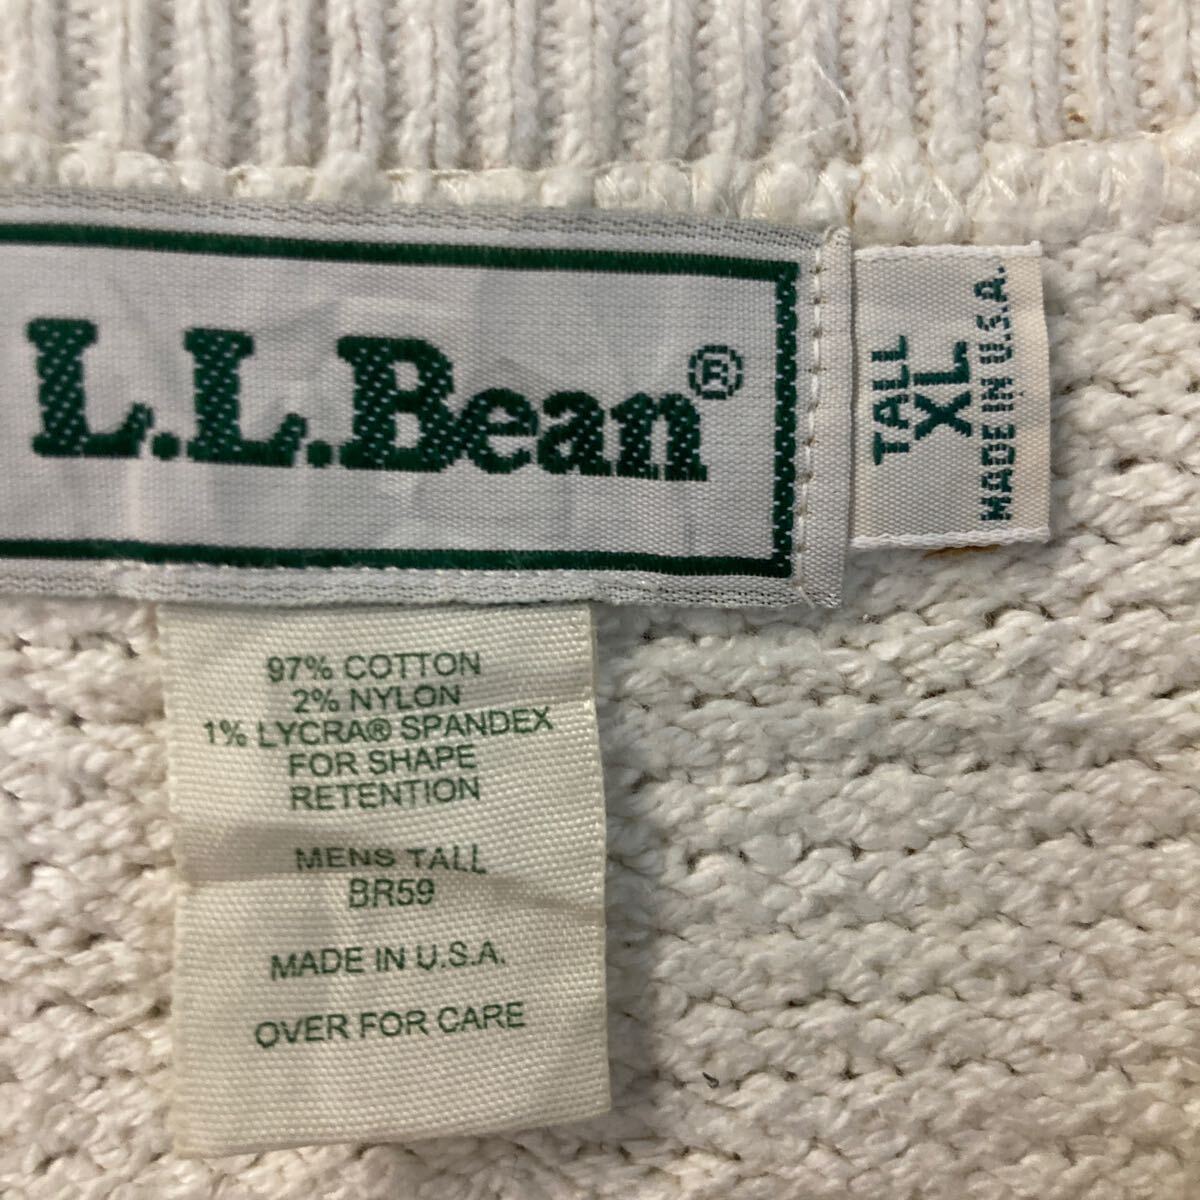 L.L.Bean®
TALL
XL
MADE IN U.S.A.
97% COTTON
2% NYLON
1% LYCRA® SPANDEX
FOR SHAPE
RETENTION
MENS TALL
BR59
MADE IN U.S.A.
OVER FOR CARE